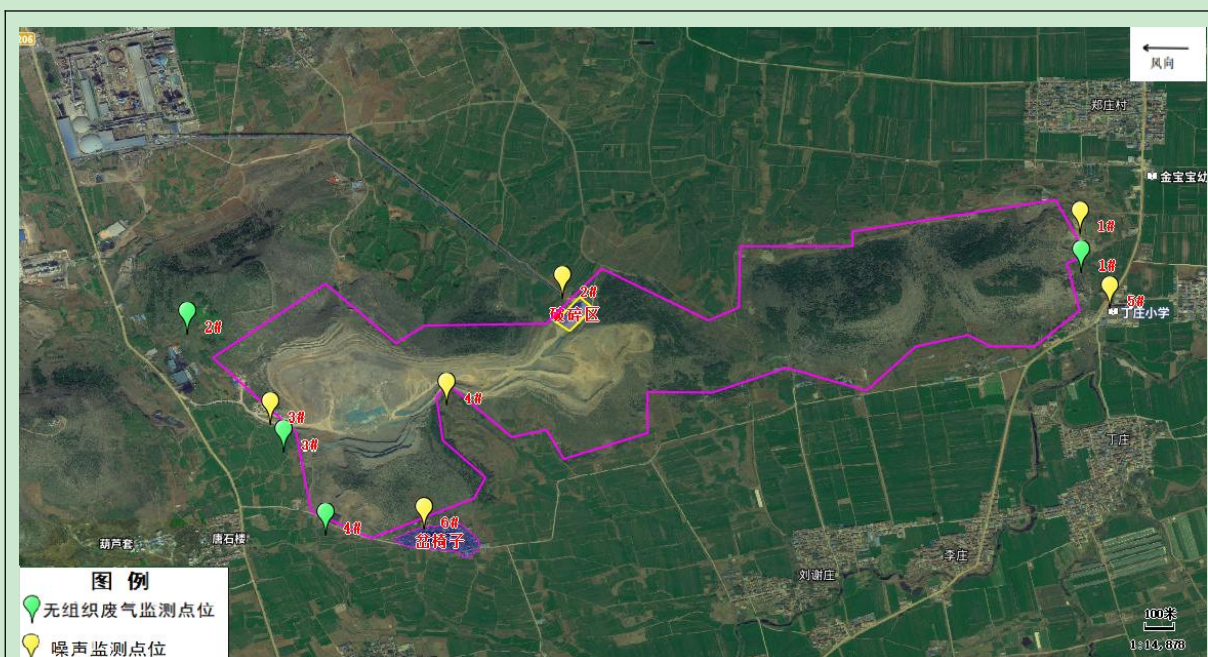 206
风向
郑庄村
金宝宝幼
1#
1#
5#
丁庄小学
2#
破碎区
2#
4#
3#
3#
4#
6#
岔椅子
葫芦套
唐石楼
丁庄
李庄
刘谢庄
图 例
无组织废气监测点位
噪声监测点位
100米
1:14,878